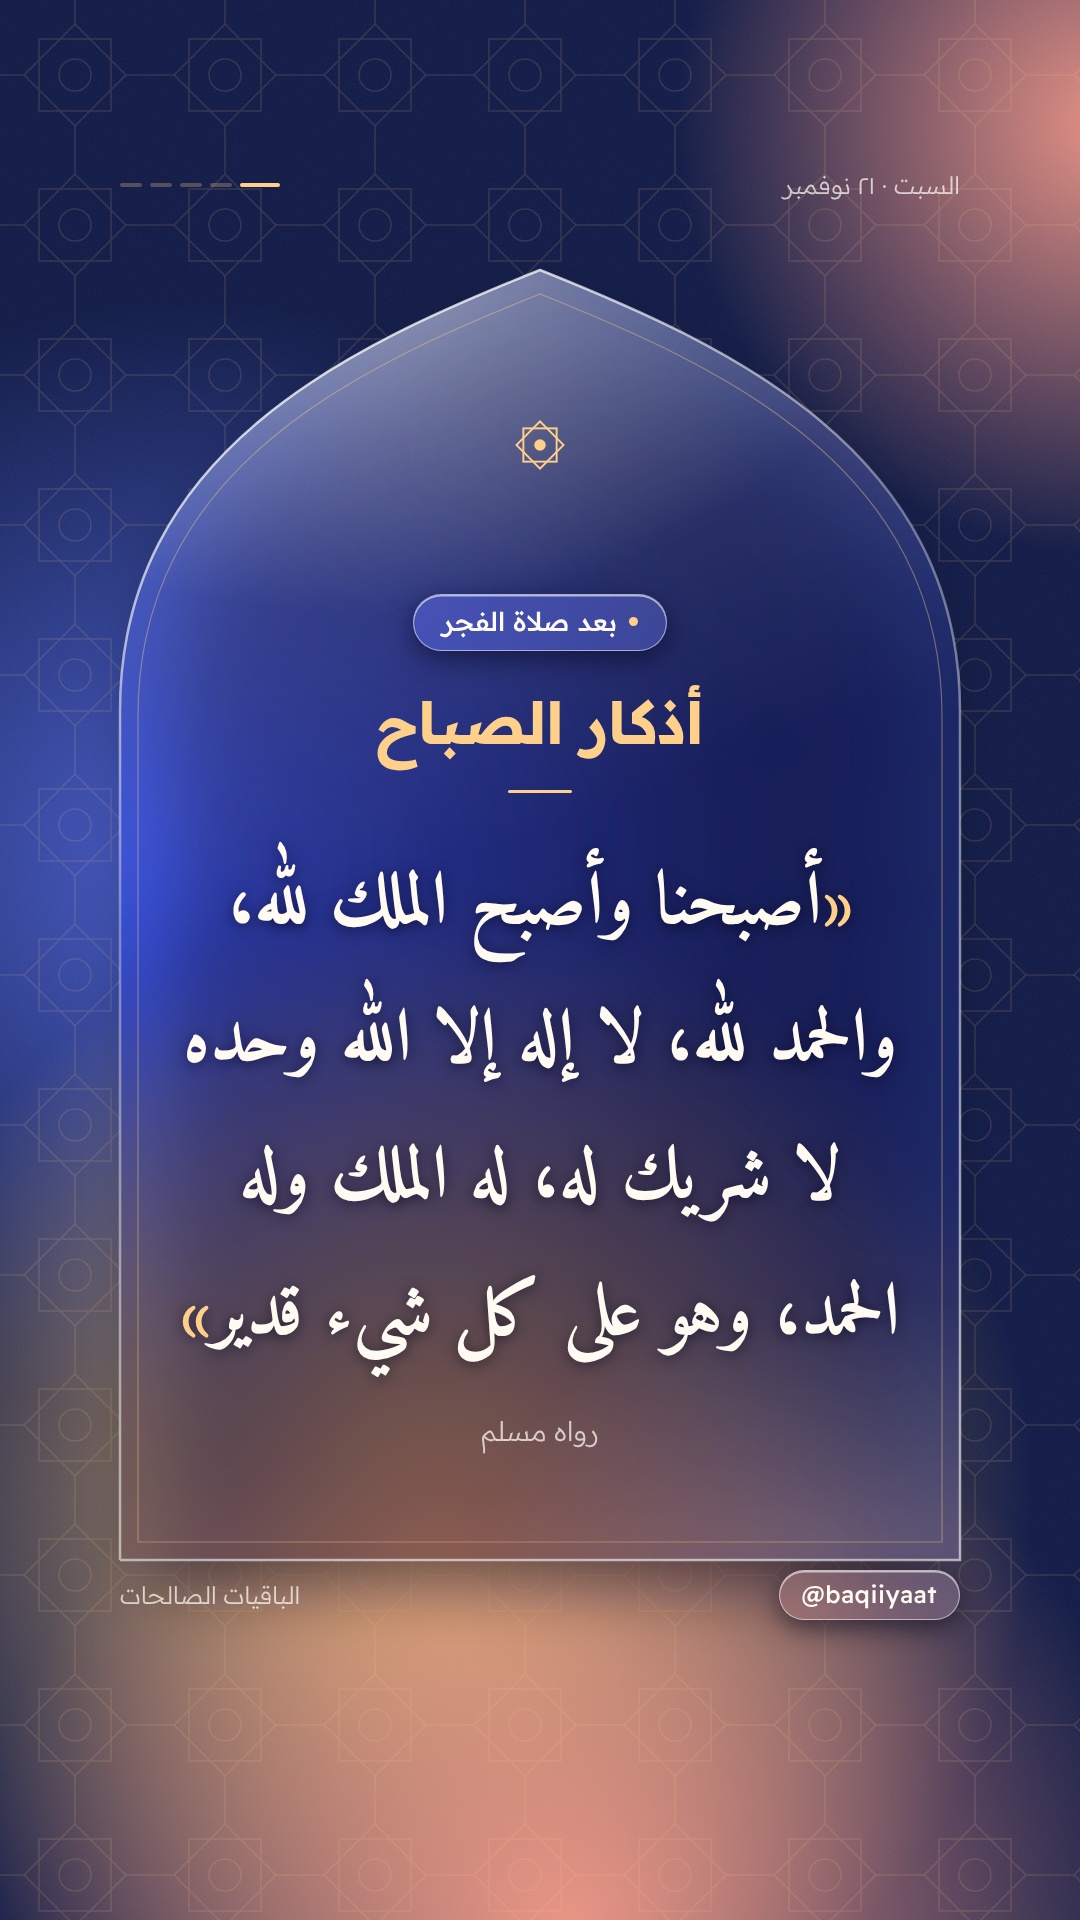 السبت · ٢١ نوفمبر
بعد صلاة الفجر
أذكار الصباح
«أصبحنا وأصبح الملك لله،
والحمد لله، لا إله إلا الله وحده
لا شريك له، له الملك وله
الحمد، وهو على كل شيء قدير»
رواه مسلم
@baqiiyaat
الباقيات الصالحات